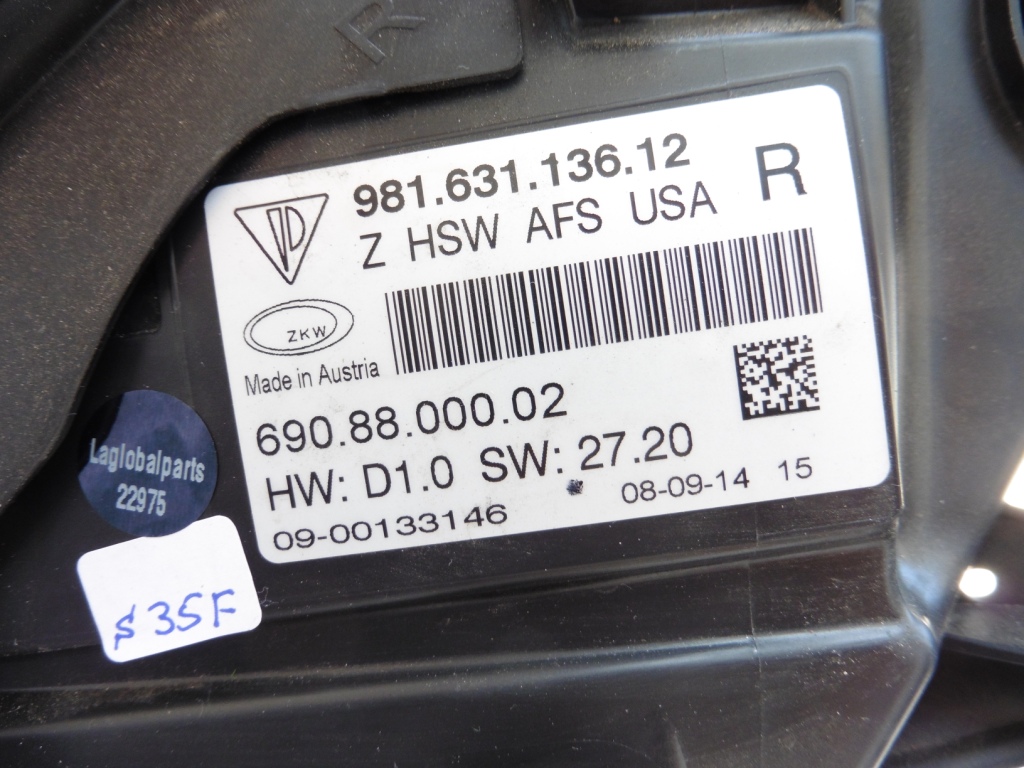 R
981.631.136.12
R
Z HSW AFS USA
ZKW
Made in Austria
690.88.000.02
HW: D1.0 SW: 27.20
09-00133146
08-09-14 15
Laglobalparts
22975
$ 35F